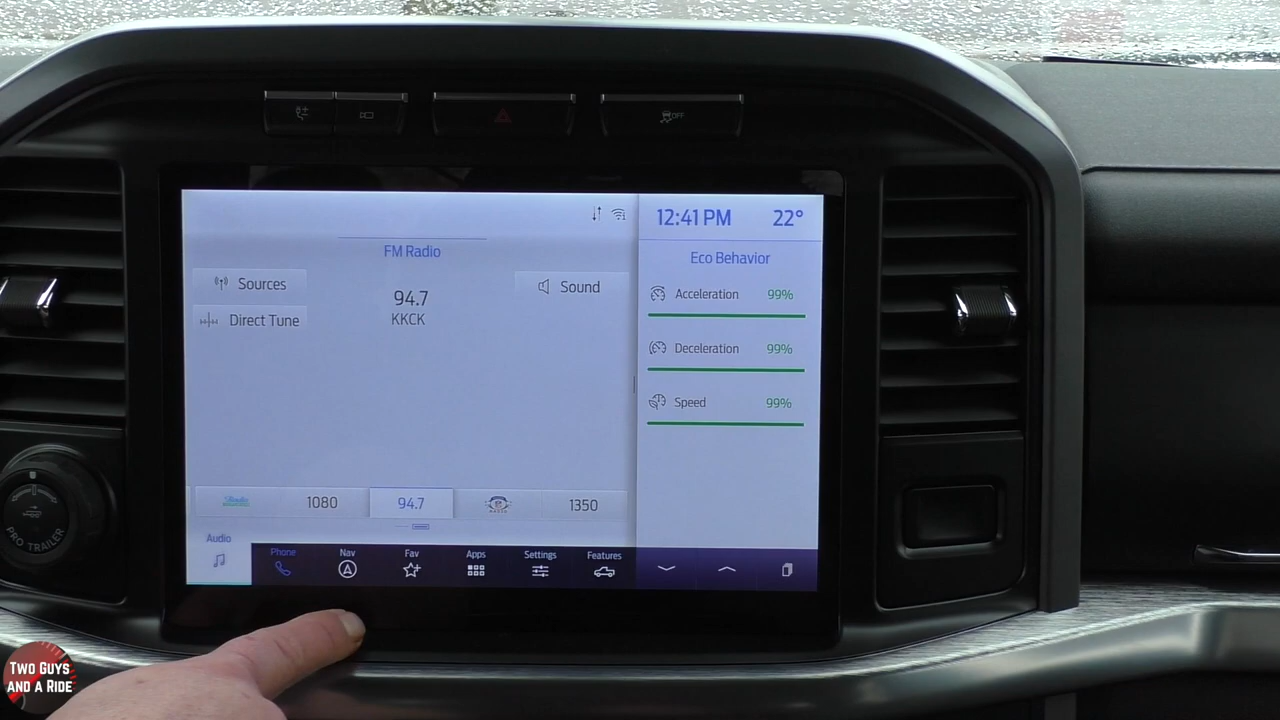 OFF
12:41 PM 22°
FM Radio
Eco Behavior
Sources
94.7
KKCK
Sound
Acceleration 99%
Direct Tune
Deceleration 99%
Speed 99%
1080
94.7
1350
Audio
Phone
Nav
Fav
Apps
Settings
Features
PRO TRAILER
TWO GUYS
AND A RIDE